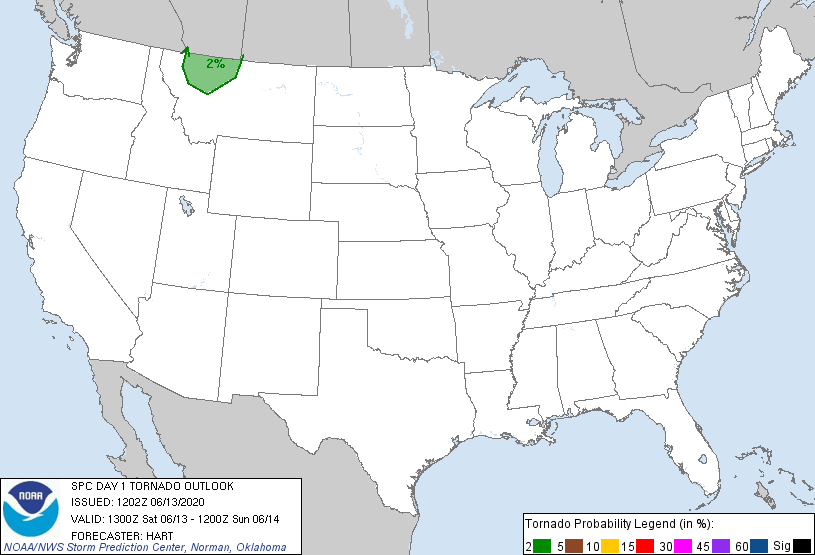 2%
SPC DAY 1 TORNADO OUTLOOK
ISSUED: 1202Z 06/13/2020
VALID: 1300Z Sat 06/13 - 1200Z Sun 06/14
FORECASTER: HART
NOAA/NWS Storm Prediction Center, Norman, Oklahoma
NOAA
Tornado Probability Legend (in %):
2 5 10 15 30 45 60 Sig